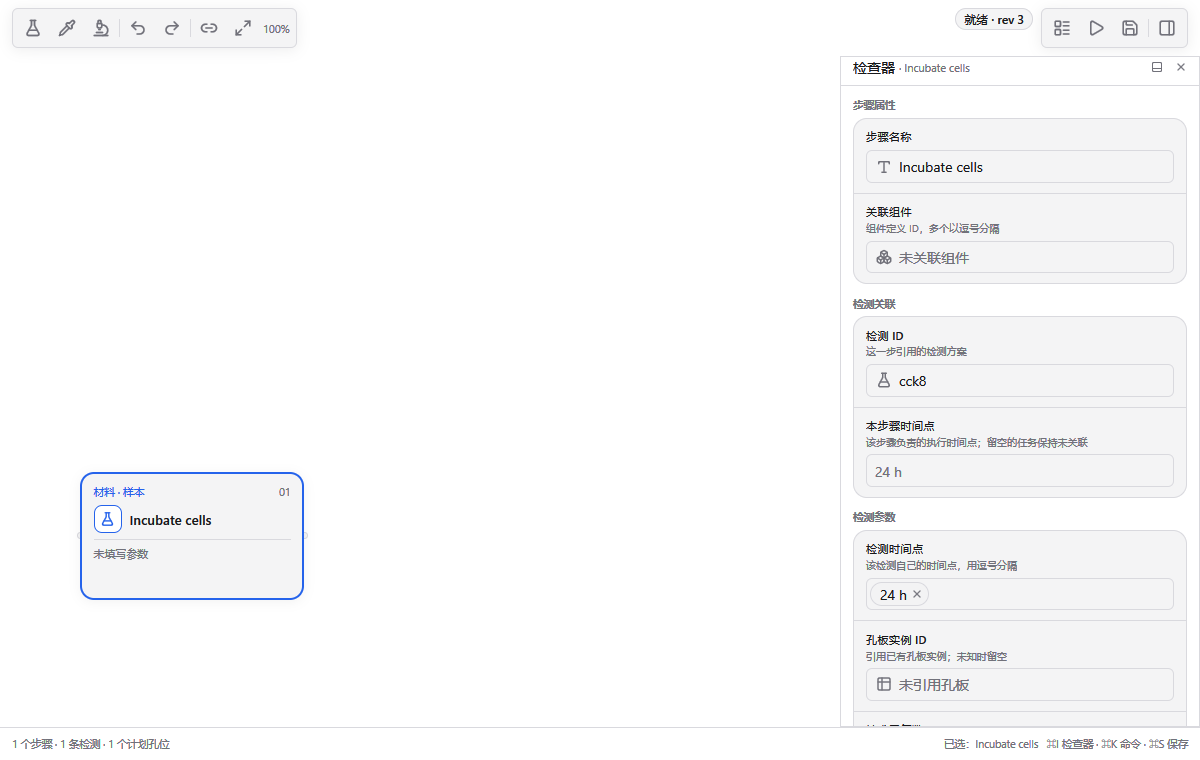 100%
就绪 · rev 3
检查器 · Incubate cells
步骤属性
步骤名称
Incubate cells
关联组件
组件定义 ID，多个以逗号分隔
未关联组件
检测关联
检测 ID
这一步引用的检测方案
cck8
本步骤时间点
该步骤负责的执行时间点；留空的任务保持未关联
24 h
检测参数
检测时间点
该检测自己的时间点，用逗号分隔
24 h
孔板实例 ID
引用已有孔板实例；未知时留空
未引用孔板
材料 · 样本
01
Incubate cells
未填写参数
1 个步骤 · 1 条检测 · 1 个计划孔位
已选： Incubate cells ⌘I 检查器 · ⌘K 命令 · ⌘S 保存